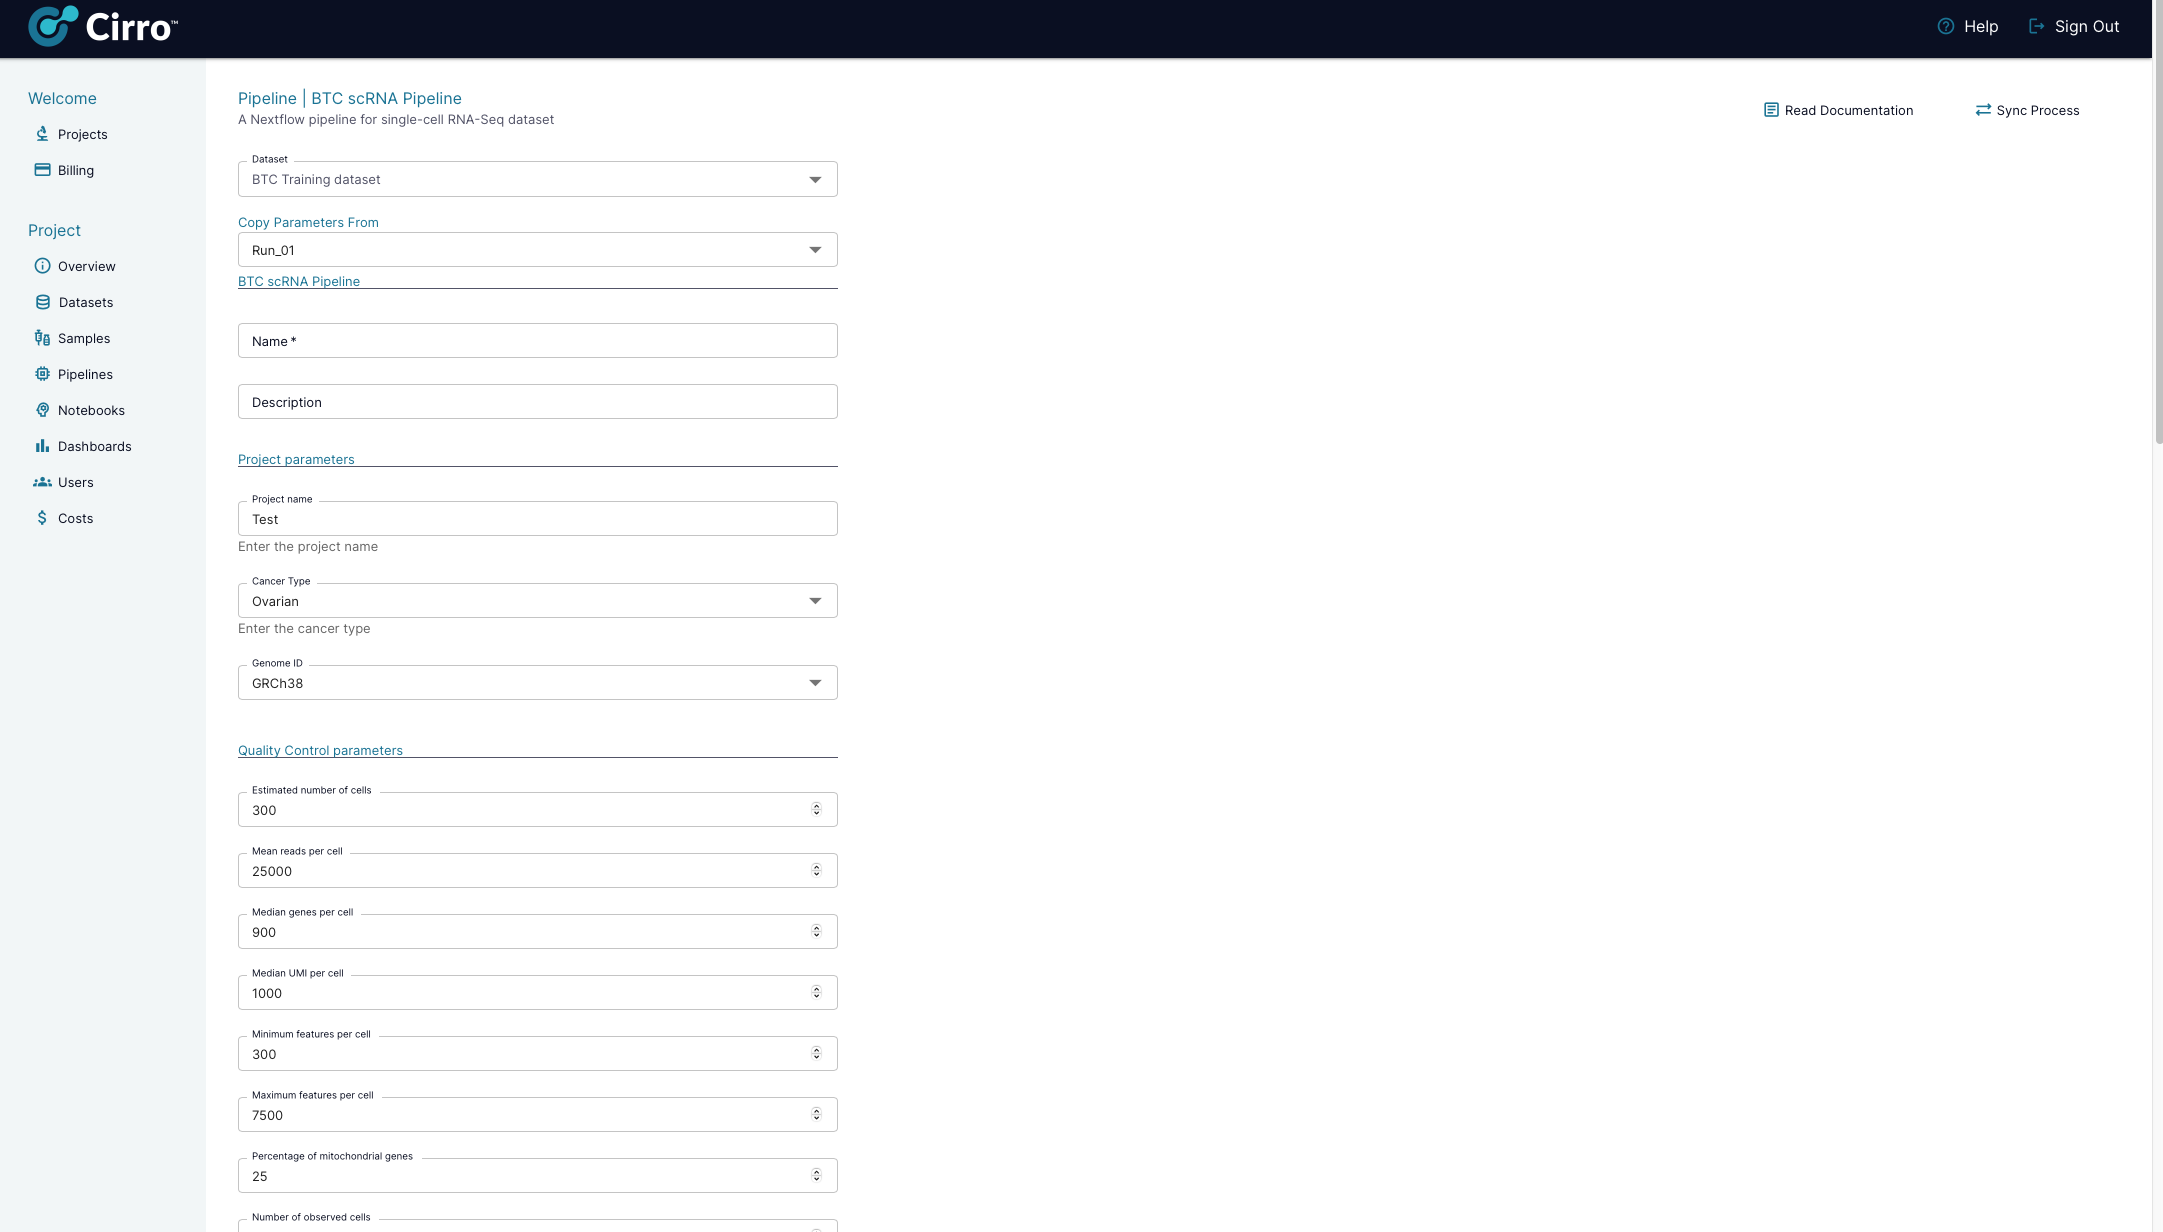 Cirro™
Help
Sign Out
Welcome
Projects
Billing
Project
Overview
Datasets
Samples
Pipelines
Notebooks
Dashboards
Users
Costs
Pipeline | BTC scRNA Pipeline
A Nextflow pipeline for single-cell RNA-Seq dataset
Read Documentation
Sync Process
Dataset
BTC Training dataset
Copy Parameters From
Run_01
BTC scRNA Pipeline
Name *
Description
Project parameters
Project name
Test
Enter the project name
Cancer Type
Ovarian
Enter the cancer type
Genome ID
GRCh38
Quality Control parameters
Estimated number of cells
300
Mean reads per cell
25000
Median genes per cell
900
Median UMI per cell
1000
Minimum features per cell
300
Maximum features per cell
7500
Percentage of mitochondrial genes
25
Number of observed cells